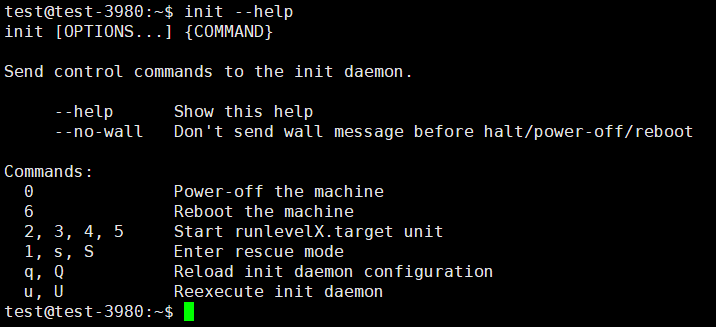 test@test-3980:~$ init --help
init [OPTIONS...] {COMMAND}

Send control commands to the init daemon.

     --help      Show this help
     --no-wall   Don't send wall message before halt/power-off/reboot

Commands:
  0              Power-off the machine
  6              Reboot the machine
  2, 3, 4, 5     Start runlevelX.target unit
  1, s, S        Enter rescue mode
  q, Q           Reload init daemon configuration
  u, U           Reexecute init daemon
test@test-3980:~$